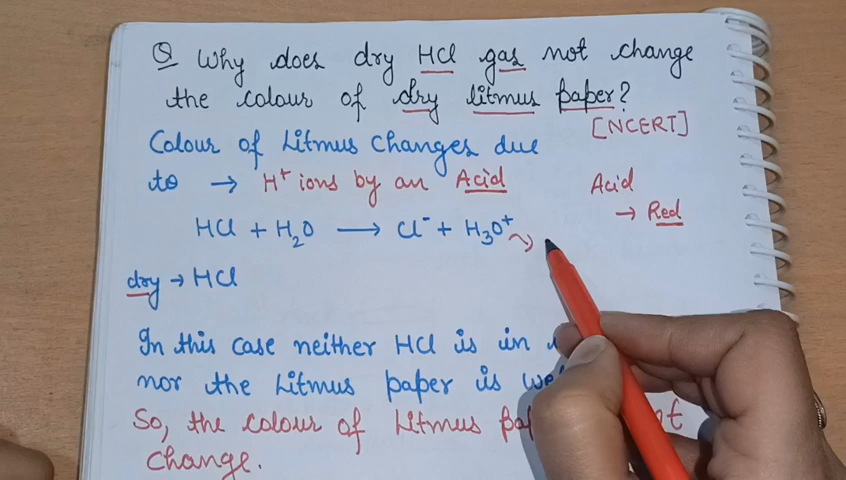 Q Why does dry HCl gas not change
the colour of dry litmus paper?
[NCERT]
Colour of Litmus Changes due
to → H⁺ ions by an Acid
Acid
→ Red
HCl + H₂O → Cl⁻ + H₃O⁺
dry → HCl
In this case neither HCl is in
nor the Litmus paper is
So, the colour of Litmus
change.